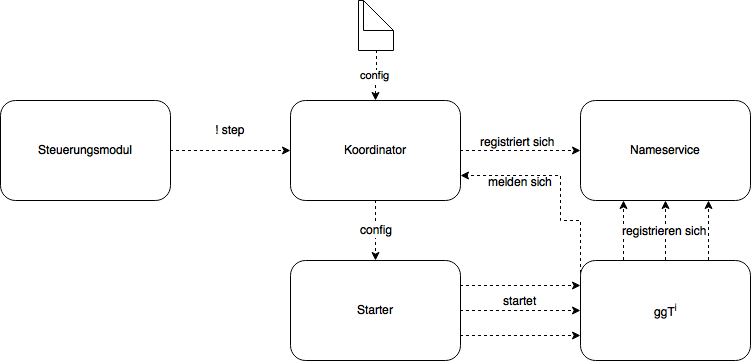 config
! step
Steuerungsmodul
Koordinator
registriert sich
Nameservice
melden sich
config
registrieren sich
Starter
startet
ggTⁱ